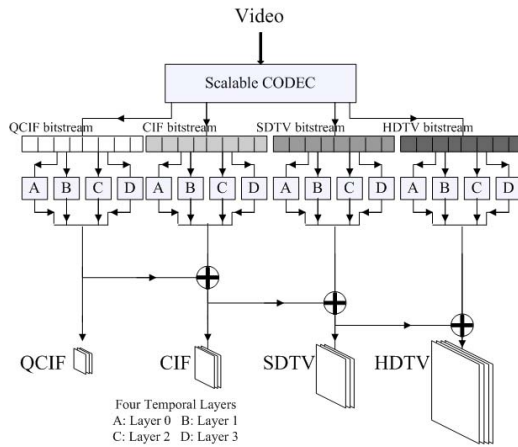 Video
Scalable CODEC
QCIF bitstream CIF bitstream SDTV bitstream HDTV bitstream
A B C D A B C D A B C D A B C D
QCIF CIF SDTV HDTV
Four Temporal Layers
A: Layer 0 B: Layer 1
C: Layer 2 D: Layer 3